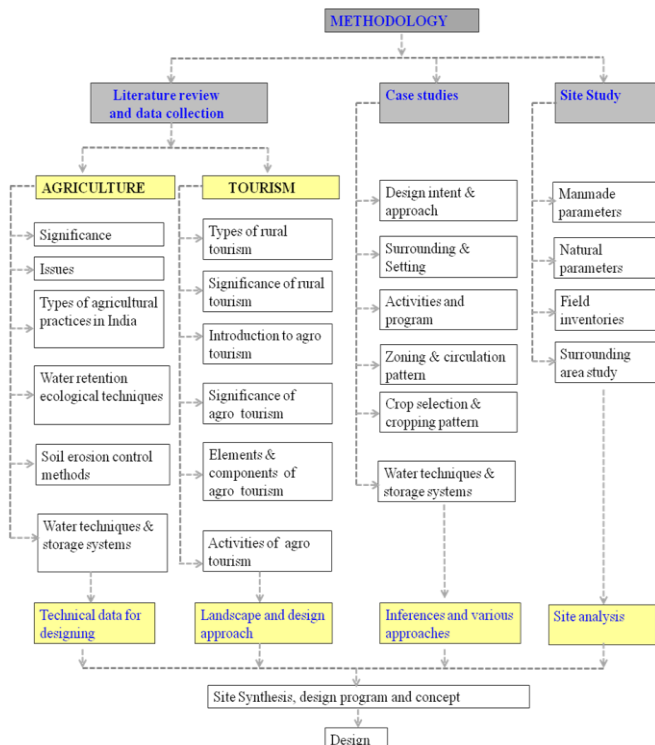 METHODOLOGY
Literature review
and data collection
Case studies
Site Study
AGRICULTURE
TOURISM
Significance
Issues
Types of agricultural
practices in India
Water retention
ecological techniques
Soil erosion control
methods
Water techniques &
storage systems
Types of rural
tourism
Significance of rural
tourism
Introduction to agro
tourism
Significance of
agro tourism
Elements &
components of
agro tourism
Activities of agro
tourism
Design intent &
approach
Surrounding &
Setting
Activities and
program
Zoning & circulation
pattern
Crop selection &
cropping pattern
Water techniques &
storage systems
Manmade
parameters
Natural
parameters
Field
inventories
Surrounding
area study
Technical data for
designing
Landscape and design
approach
Inferences and various
approaches
Site analysis
Site Synthesis, design program and concept
Design